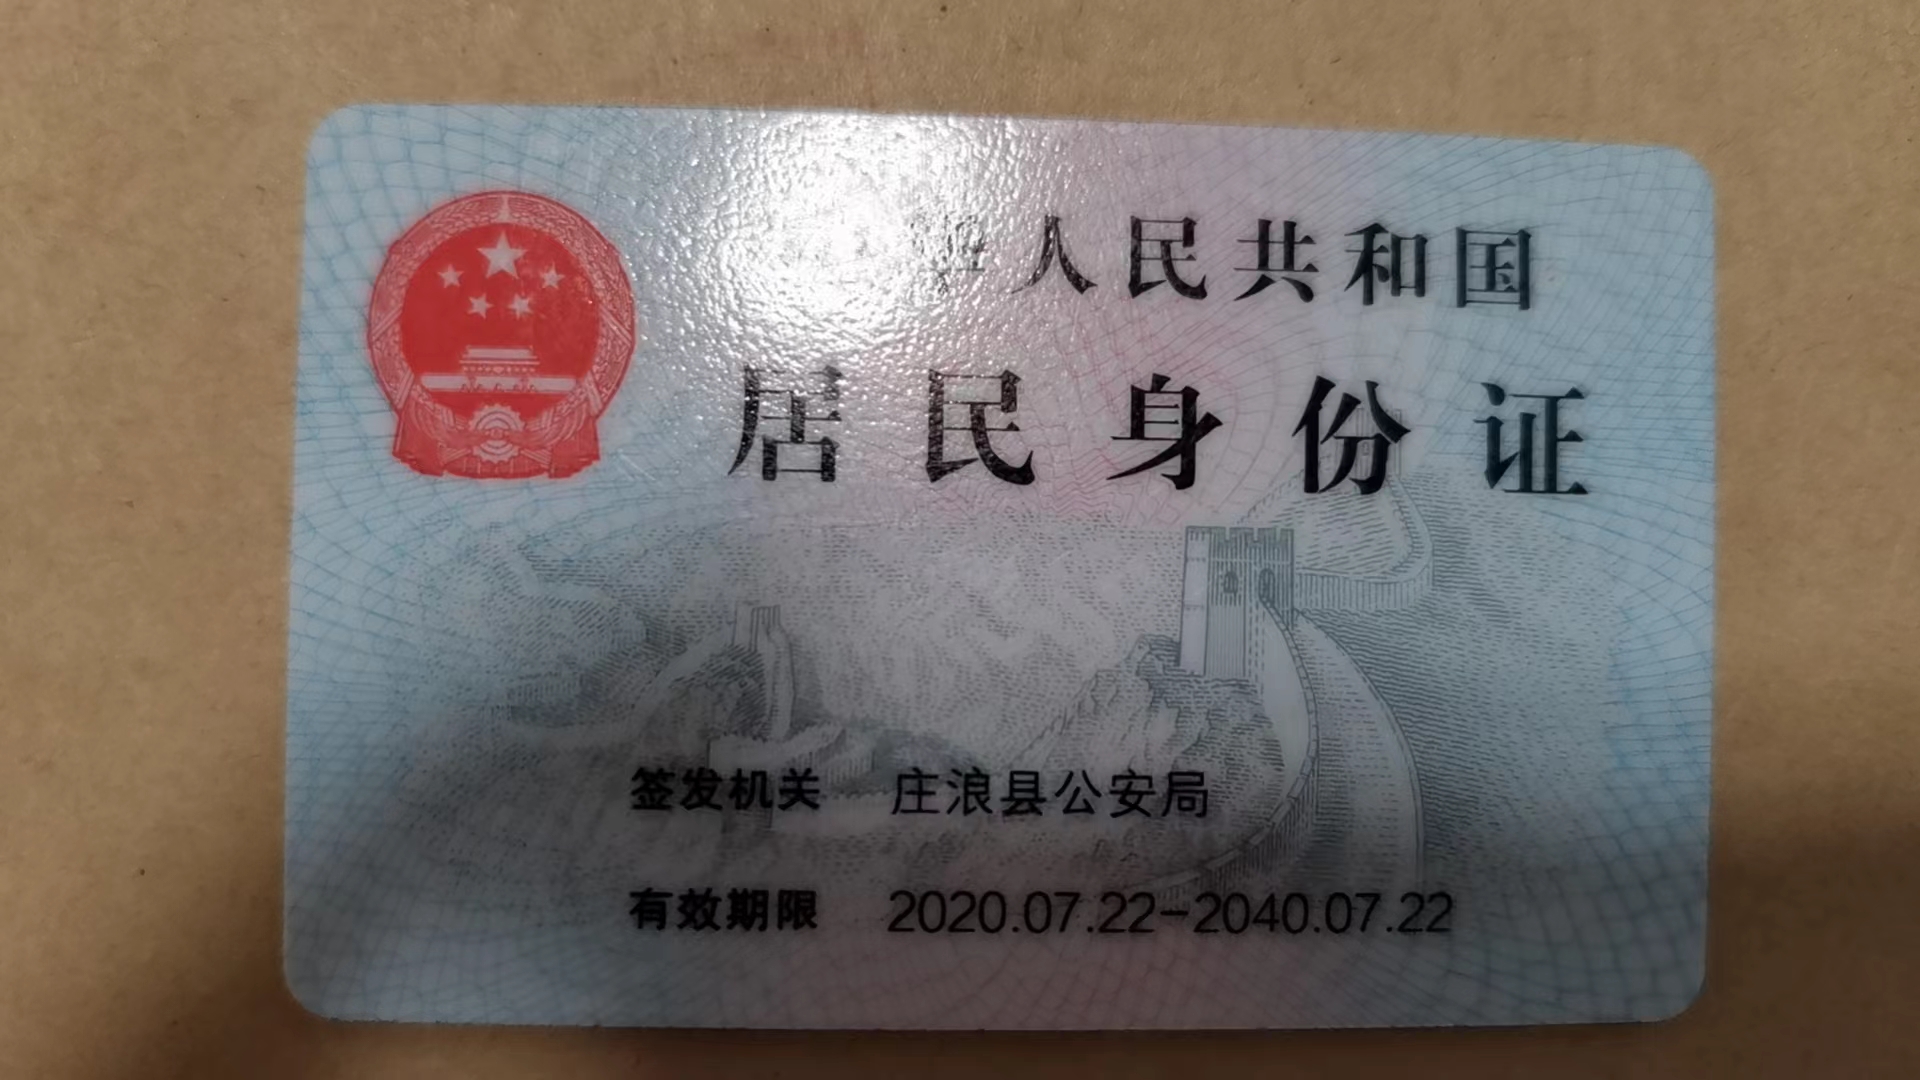 华人民共和国
居民身份证
签发机关 庄浪县公安局
有效期限 2020.07.22-2040.07.22